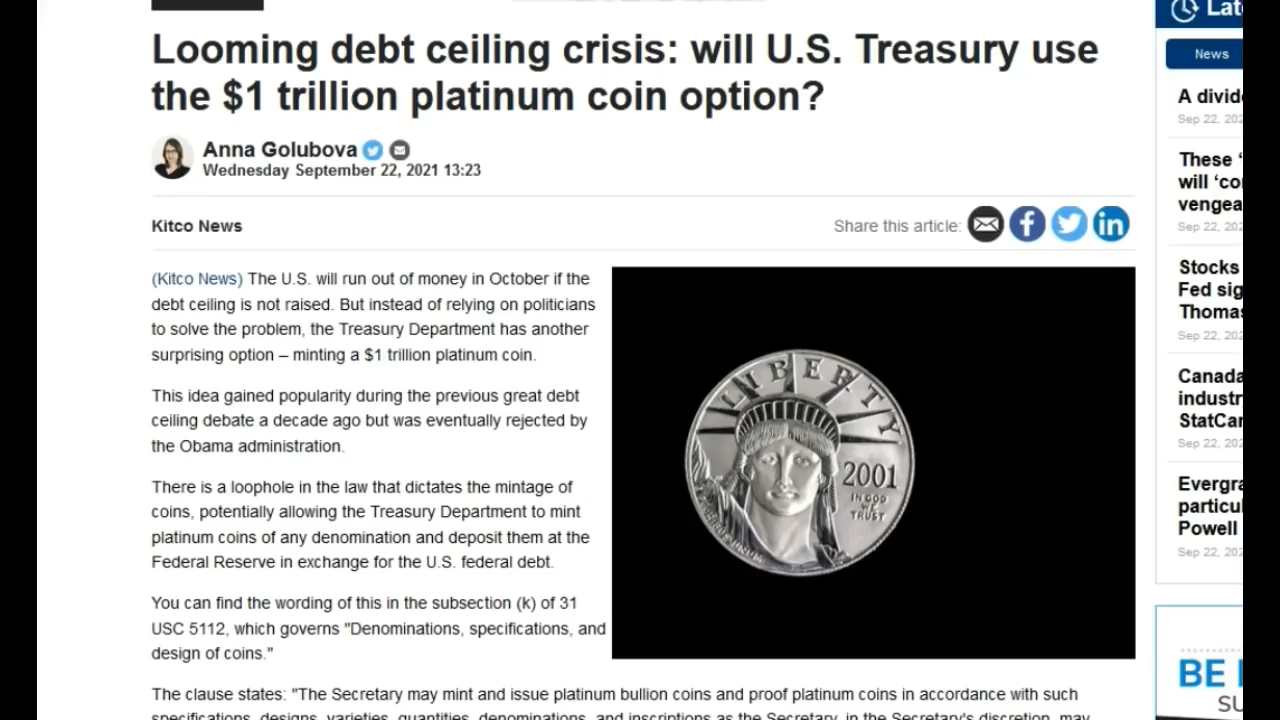 Looming debt ceiling crisis: will U.S. Treasury use
the $1 trillion platinum coin option?
Anna Golubova
Wednesday September 22, 2021 13:23
Kitco News
Share this article:
(Kitco News) The U.S. will run out of money in October if the
debt ceiling is not raised. But instead of relying on politicians
to solve the problem, the Treasury Department has another
surprising option – minting a $1 trillion platinum coin.
This idea gained popularity during the previous great debt
ceiling debate a decade ago but was eventually rejected by
the Obama administration.
There is a loophole in the law that dictates the mintage of
coins, potentially allowing the Treasury Department to mint
platinum coins of any denomination and deposit them at the
Federal Reserve in exchange for the U.S. federal debt.
You can find the wording of this in the subsection (k) of 31
USC 5112, which governs "Denominations, specifications, and
design of coins."
The clause states: "The Secretary may mint and issue platinum bullion coins and proof platinum coins in accordance with such
specifications, designs, varieties, quantities, denominations, and inscriptions as the Secretary, in the Secretary's discretion, may
LIBERTY
2001
IN GOD
WE
TRUST
Late
News
A divid
Sep 22, 202
These '
will 'co
vengea
Sep 22, 202
Stocks
Fed sig
Thomas
Sep 22, 202
Canada
industr
StatCan
Sep 22, 202
Evergra
particul
Powell
Sep 22, 202
BE
SU